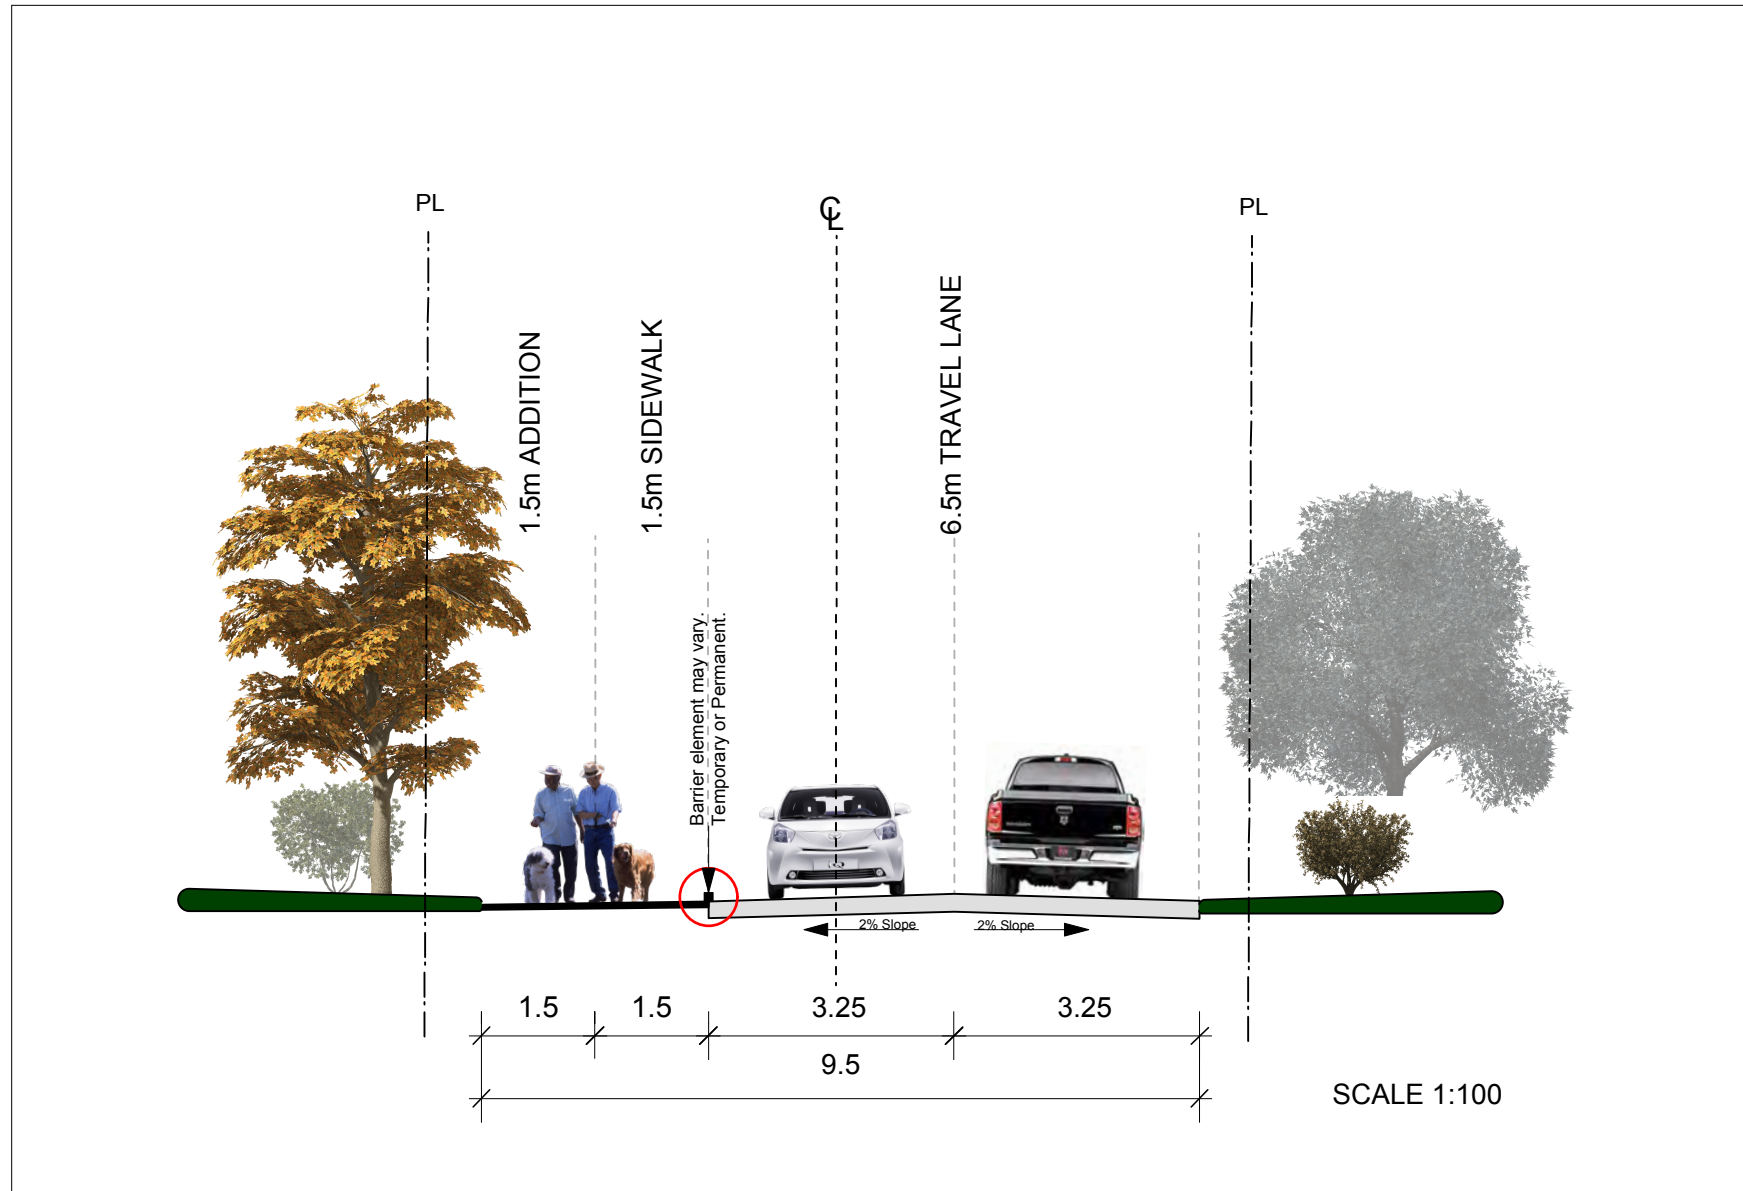 PL
℄
PL
1.5m ADDITION
1.5m SIDEWALK
6.5m TRAVEL LANE
Barrier element may vary.
Temporary or Permanent.
2% Slope
2% Slope
1.5
1.5
3.25
3.25
9.5
SCALE 1:100